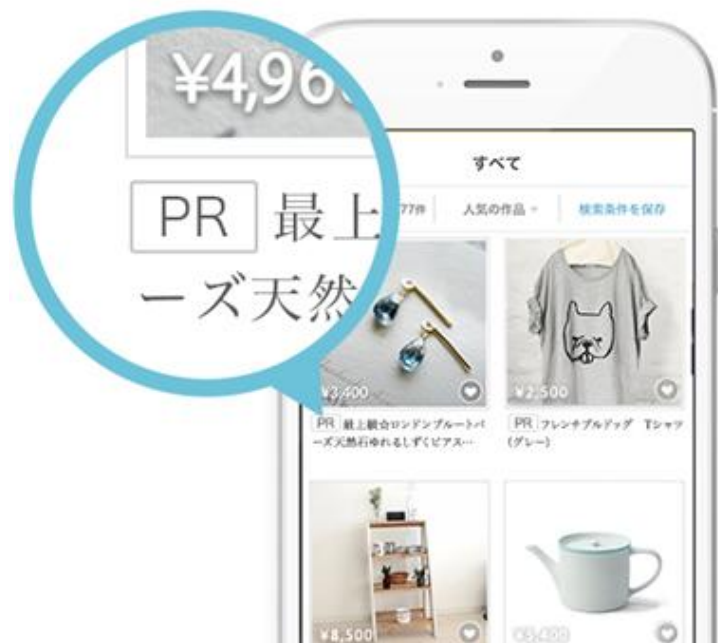 ¥4,96
PR 最上
ーズ天然
すべて
77件 人気の作品 検索条件を保存
¥3,400
¥2,500
PR 最上級☆ロンドンブルートパ
ーズ天然石ゆれるしずくピアス…
PR フレンチブルドッグ Tシャツ
(グレー)
¥8,500
¥5,400